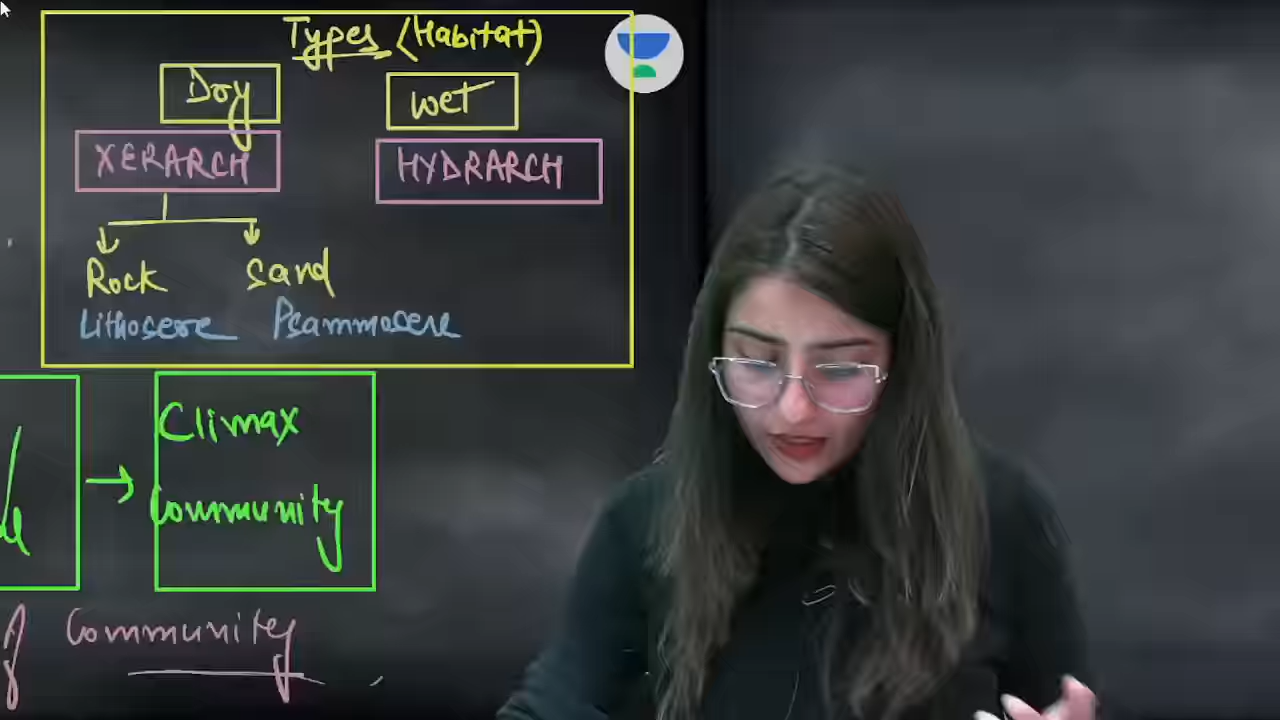 Types (Habitat)
Dry
wet
XERARCH
HYDRARCH
Rock
Sand
Lithosere
Psammosere
Climax
Community
Community